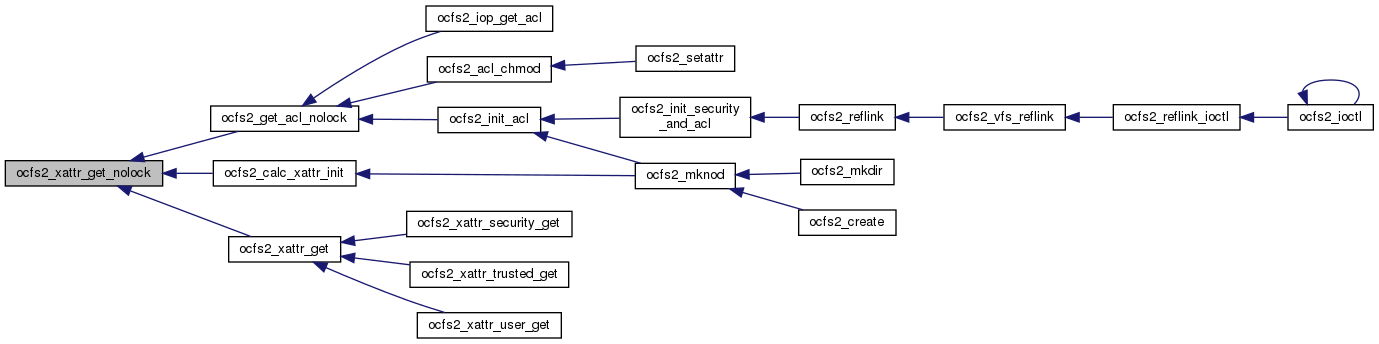 ocfs2_iop_get_acl
ocfs2_acl_chmod
ocfs2_setattr
ocfs2_get_acl_nolock
ocfs2_init_acl
ocfs2_init_security
_and_acl
ocfs2_reflink
ocfs2_vfs_reflink
ocfs2_reflink_ioctl
ocfs2_ioctl
ocfs2_xattr_get_nolock
ocfs2_calc_xattr_init
ocfs2_mknod
ocfs2_mkdir
ocfs2_create
ocfs2_xattr_get
ocfs2_xattr_security_get
ocfs2_xattr_trusted_get
ocfs2_xattr_user_get